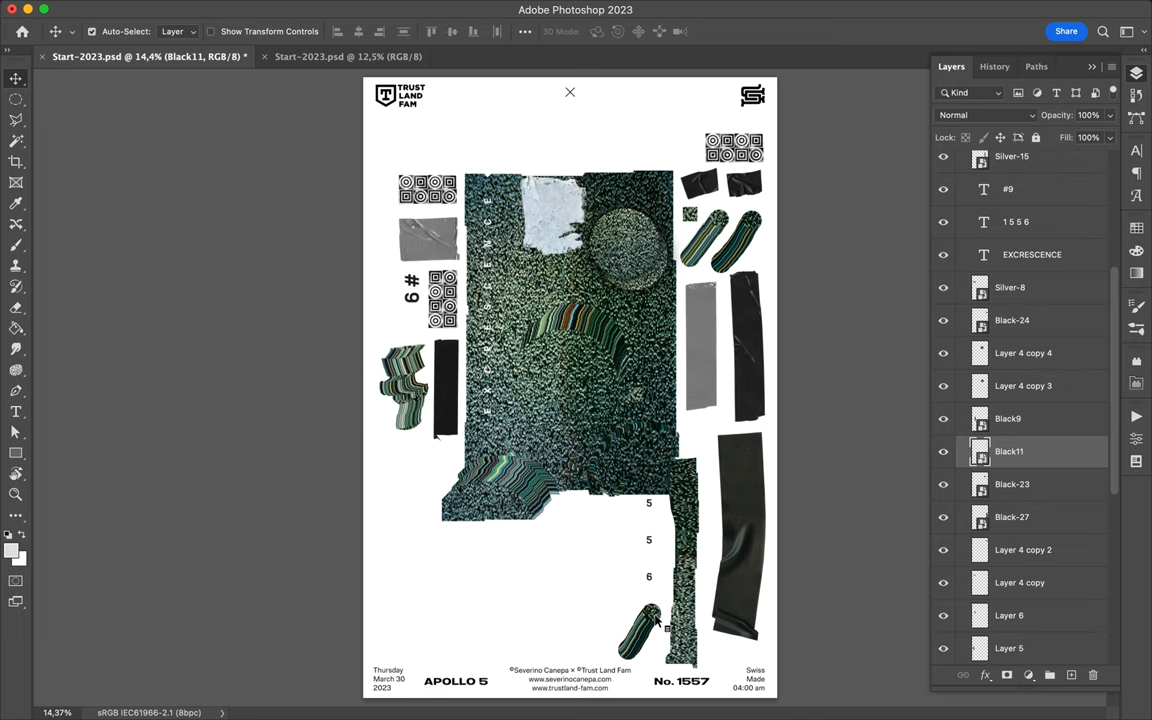 Adobe Photoshop 2023
Auto-Select:
Layer
Show Transform Controls
3D Mode:
Share
Start-2023.psd @ 14,4% (Black11, RGB/8) *
Start-2023.psd @ 12,5% (RGB/8)
Layers
History
Paths
Kind
Normal
Opacity:
100%
Lock:
Fill:
100%
Silver-15
#9
1 5 5 6
EXCRESCENCE
Silver-8
Black-24
Layer 4 copy 4
Layer 4 copy 3
Black9
Black11
Black-23
Black-27
Layer 4 copy 2
Layer 4 copy
Layer 6
Layer 5
TRUST
LAND
FAM
EXCRESCENCE
#9
5
5
6
Thursday
March 30
2023
APOLLO 5
©Severino Canepa × ©Trust Land Fam
www.severinocanepa.com
www.trustland-fam.com
No. 1557
Swiss
Made
04:00 am
14,37%
sRGB IEC61966-2.1 (8bpc)